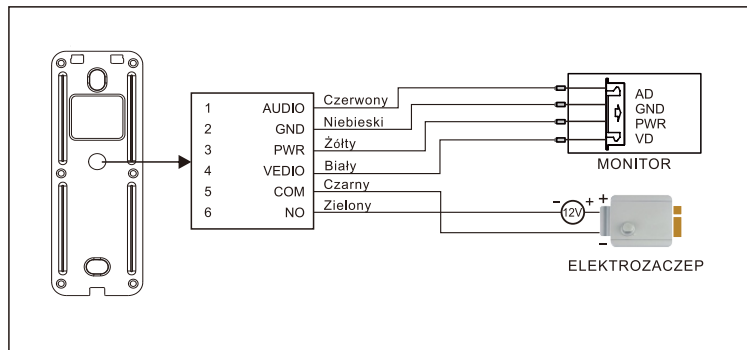 1 AUDIO Czerwony
2 GND Niebieski
3 PWR Żółty
4 VEDIO Biały
5 COM Czarny
6 NO Zielony
AD
GND
PWR
VD
MONITOR
− 12V + +
−
ELEKTROZACZEP